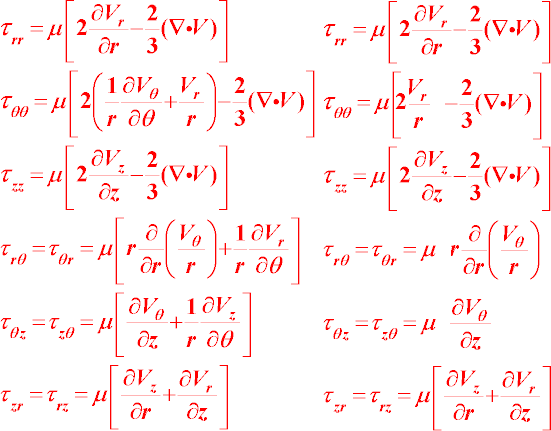 τ_rr = μ[2 ∂V_r/∂r − 2/3 (∇•V)]    τ_rr = μ[2 ∂V_r/∂r − 2/3 (∇•V)]
τ_θθ = μ[2(1/r ∂V_θ/∂θ + V_r/r) − 2/3 (∇•V)]    τ_θθ = μ[2 V_r/r − 2/3 (∇•V)]
τ_zz = μ[2 ∂V_z/∂z − 2/3 (∇•V)]    τ_zz = μ[2 ∂V_z/∂z − 2/3 (∇•V)]
τ_rθ = τ_θr = μ[r ∂/∂r (V_θ/r) + 1/r ∂V_r/∂θ]    τ_rθ = τ_θr = μ r ∂/∂r (V_θ/r)
τ_θz = τ_zθ = μ[∂V_θ/∂z + 1/r ∂V_z/∂θ]    τ_θz = τ_zθ = μ ∂V_θ/∂z
τ_zr = τ_rz = μ[∂V_z/∂r + ∂V_r/∂z]    τ_zr = τ_rz = μ[∂V_z/∂r + ∂V_r/∂z]